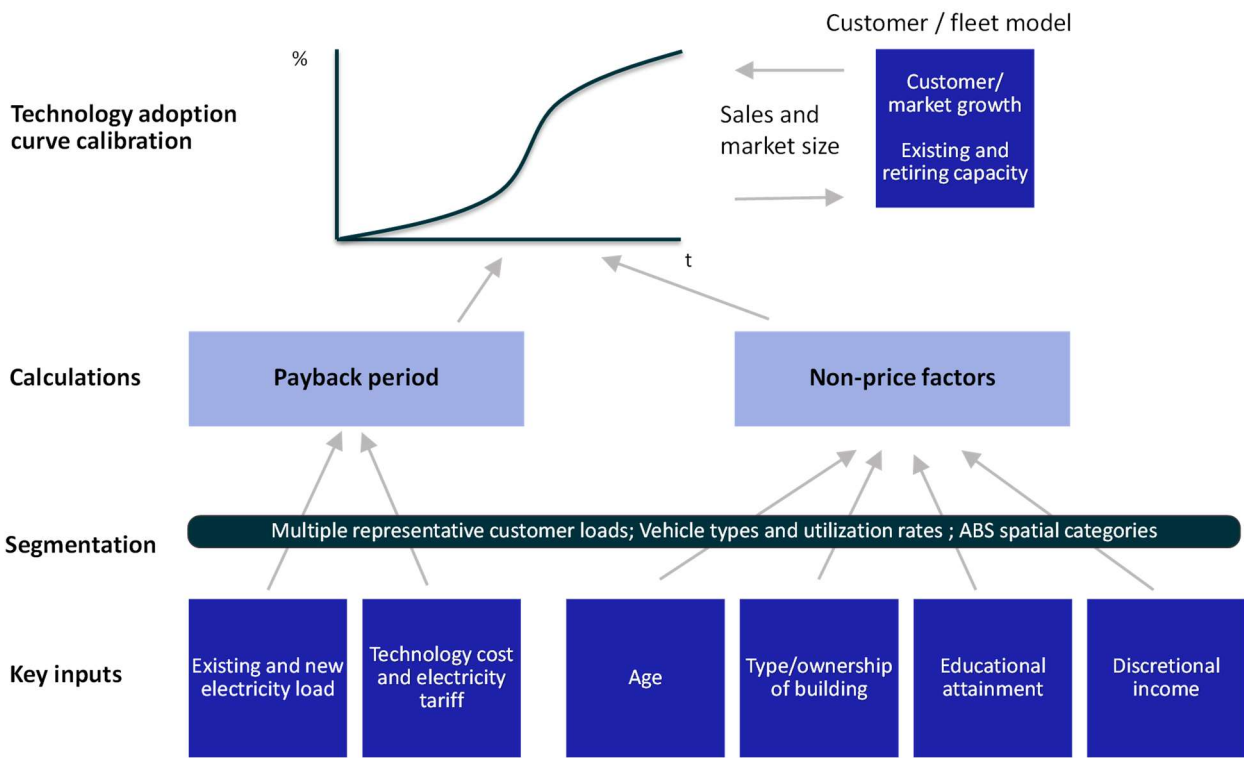 Customer / fleet model
%
Customer/
market growth
Existing and
retiring capacity
Technology adoption
curve calibration
Sales and
market size
t
Calculations
Payback period
Non-price factors
Segmentation
Multiple representative customer loads; Vehicle types and utilization rates ; ABS spatial categories
Key inputs
Existing and new
electricity load
Technology cost
and electricity
tariff
Age
Type/ownership
of building
Educational
attainment
Discretional
income